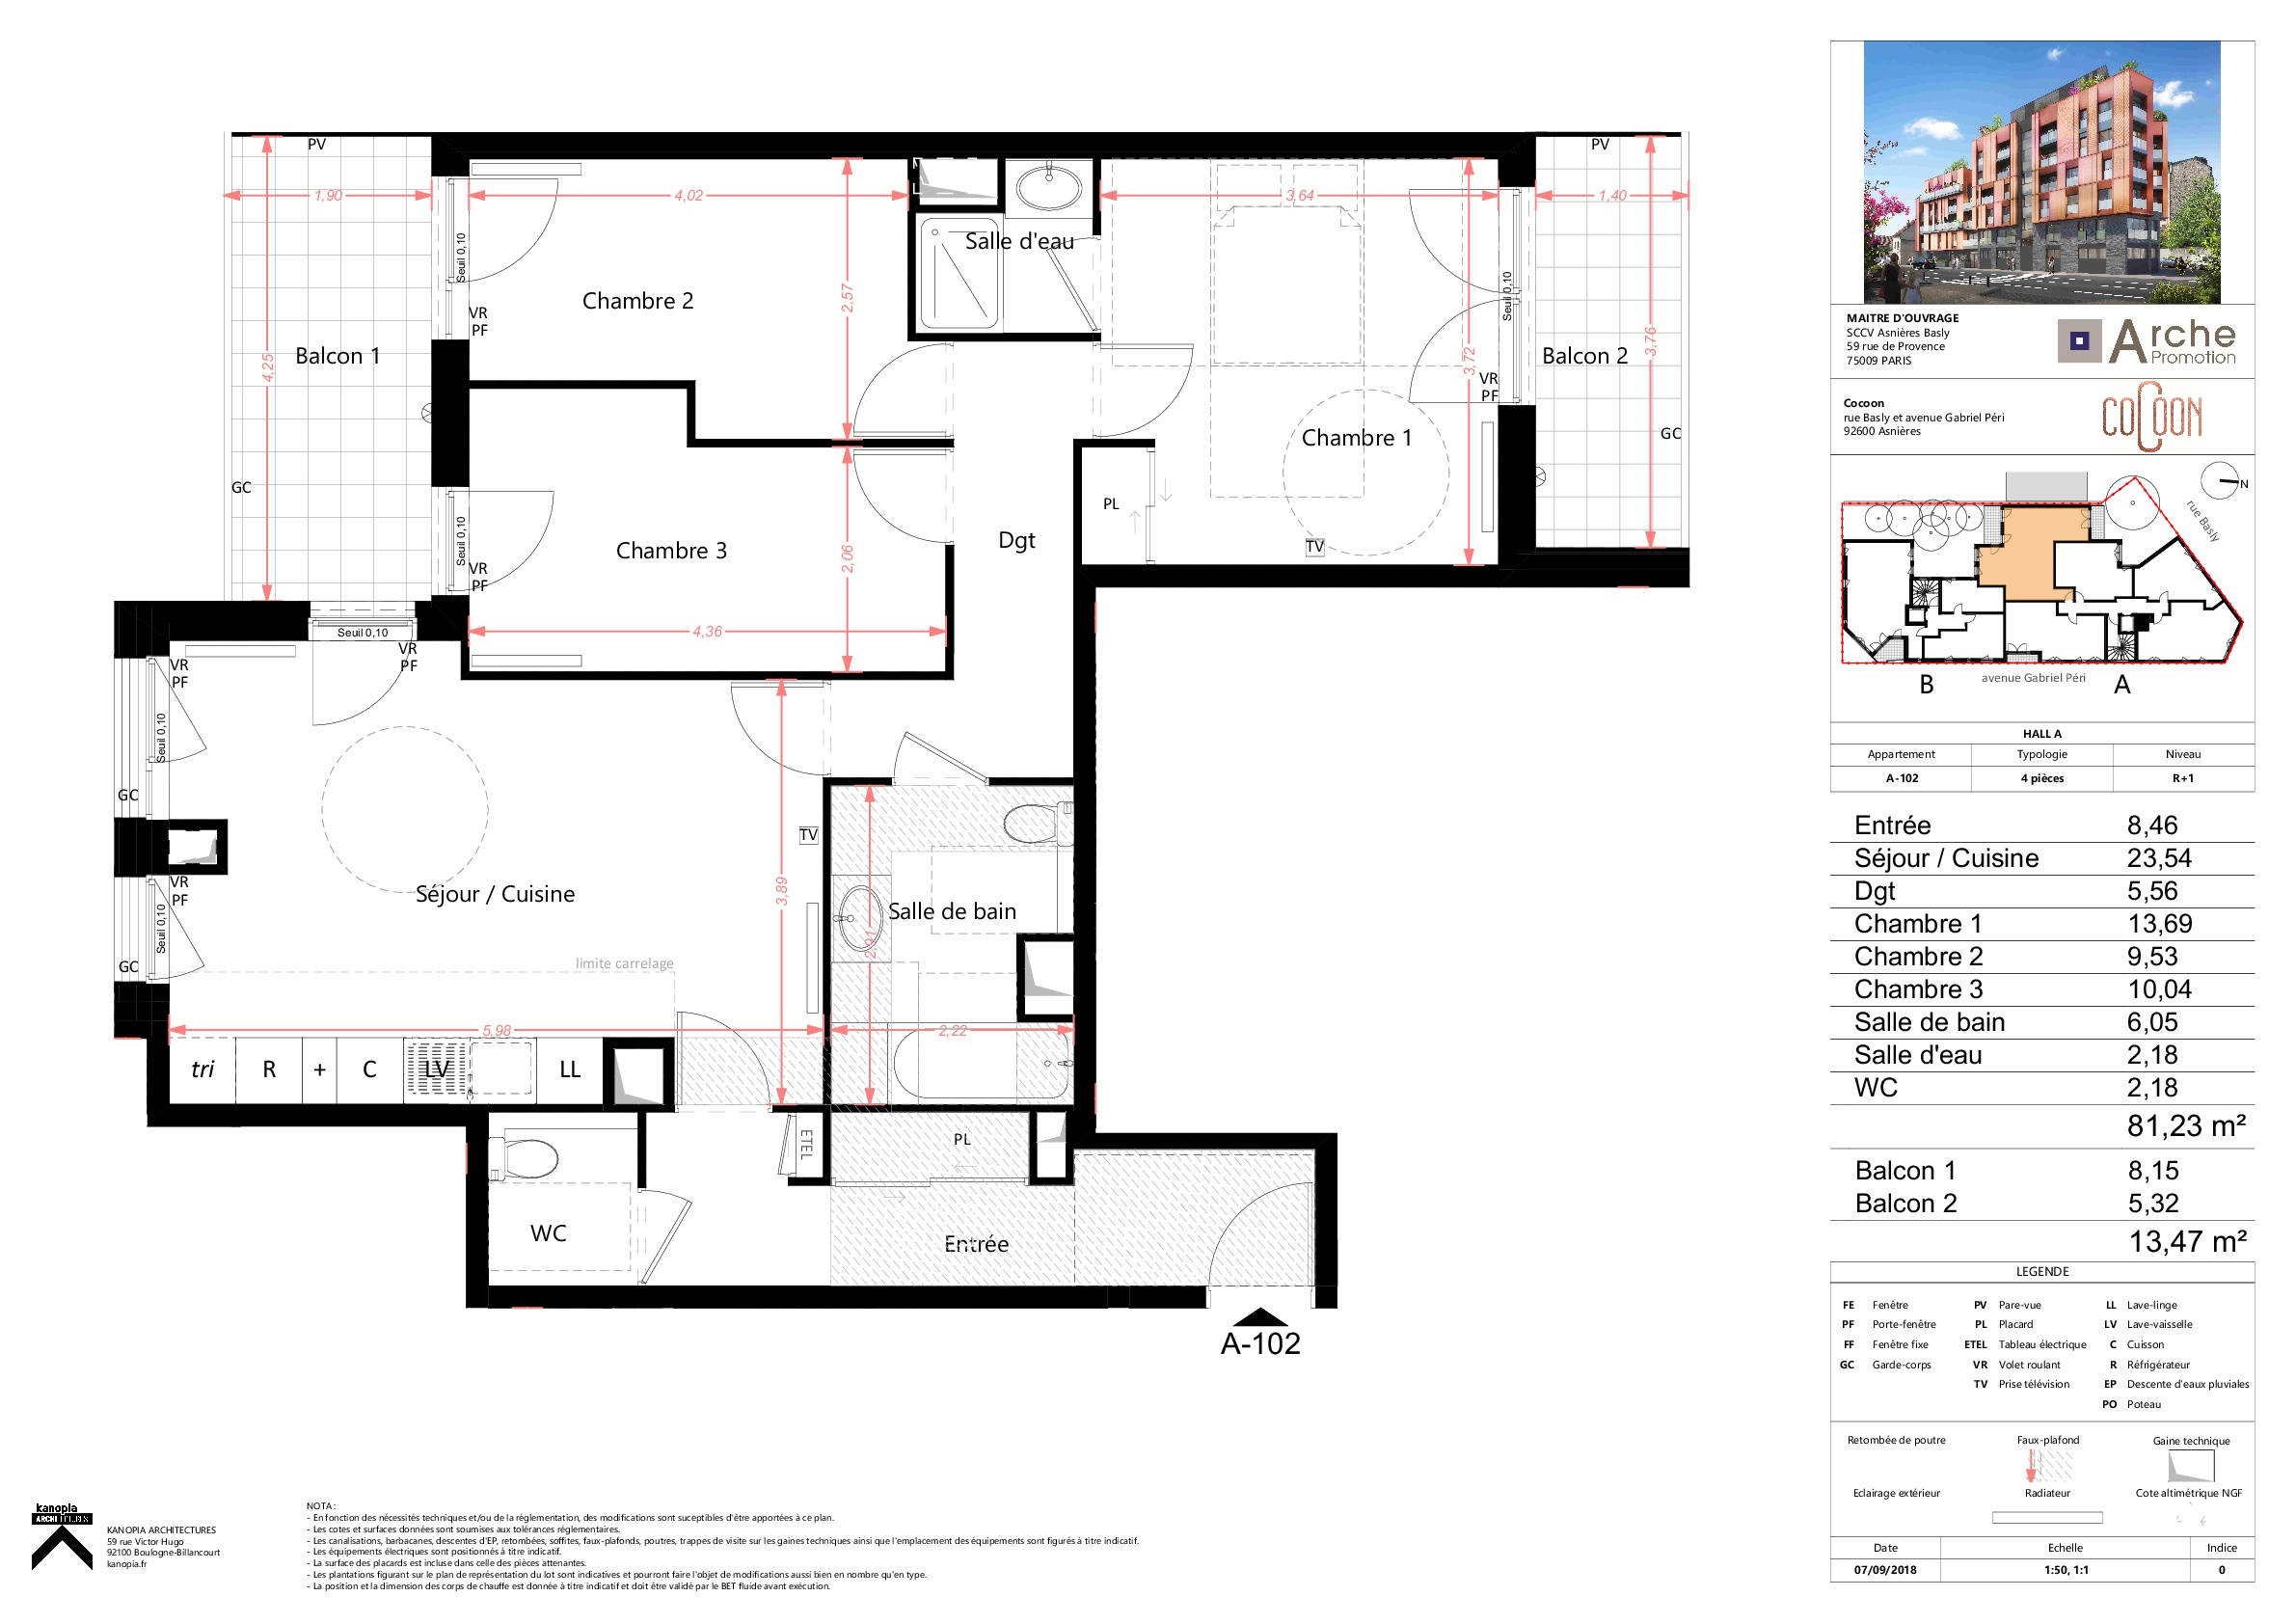 PV
PV
1,90
4,02
3,64
1,40
Salle d'eau
Seuil 0,10
Seuil 0,10
Chambre 2
2,57
VR
PF
Balcon 1
4,25
3,72
Balcon 2
3,76
VR
PF
GC
Chambre 1
GC
PL
Seuil 0,10
Chambre 3
Dgt
TV
VR
PF
2,06
Seuil 0,10
4,36
VR
PF
VR
PF
Seuil 0,10
GC
TV
VR
PF
Séjour / Cuisine
3,89
Salle de bain
Seuil 0,10
2,91
GC
limite carrelage
5,98
2,22
tri
R
+
C
LV
LL
ETEL
PL
WC
Entrée
A-102
MAITRE D'OUVRAGE
SCCV Asnières Basly
59 rue de Provence
75009 PARIS
Arche
Promotion
Cocoon
rue Basly et avenue Gabriel Péri
92600 Asnières
COCOON
N
rue Basly
B
avenue Gabriel Péri
A
HALL A
Appartement Typologie Niveau
A-102 4 pièces R+1
Entrée 8,46
Séjour / Cuisine 23,54
Dgt 5,56
Chambre 1 13,69
Chambre 2 9,53
Chambre 3 10,04
Salle de bain 6,05
Salle d'eau 2,18
WC 2,18
81,23 m²
Balcon 1 8,15
Balcon 2 5,32
13,47 m²
LEGENDE
FE Fenêtre PV Pare-vue LL Lave-linge
PF Porte-fenêtre PL Placard LV Lave-vaisselle
FF Fenêtre fixe ETEL Tableau électrique C Cuisson
GC Garde-corps VR Volet roulant R Réfrigérateur
TV Prise télévision EP Descente d'eaux pluviales
PO Poteau
Retombée de poutre Faux-plafond Gaine technique
Eclairage extérieur Radiateur Cote altimétrique NGF
Date Echelle Indice
07/09/2018 1:50, 1:1 0
kanopia
ARCHITECTURES
KANOPIA ARCHITECTURES
59 rue Victor Hugo
92100 Boulogne-Billancourt
kanopia.fr
NOTA :
- En fonction des nécessités techniques et/ou de la réglementation, des modifications sont suceptibles d'être apportées à ce plan.
- Les cotes et surfaces données sont soumises aux tolérances réglementaires.
- Les canalisations, barbacanes, descentes d'EP, retombées, soffites, faux-plafonds, poutres, trappes de visite sur les gaines techniques ainsi que l'emplacement des équipements sont figurés à titre indicatif.
- Les équipements électriques sont positionnés à titre indicatif.
- La surface des placards est incluse dans celle des pièces attenantes.
- Les plantations figurant sur le plan de représentation du lot sont indicatives et pourront faire l'objet de modifications aussi bien en nombre qu'en type.
- La position et la dimension des corps de chauffe est donnée à titre indicatif et doit être validé par le BET fluide avant exécution.